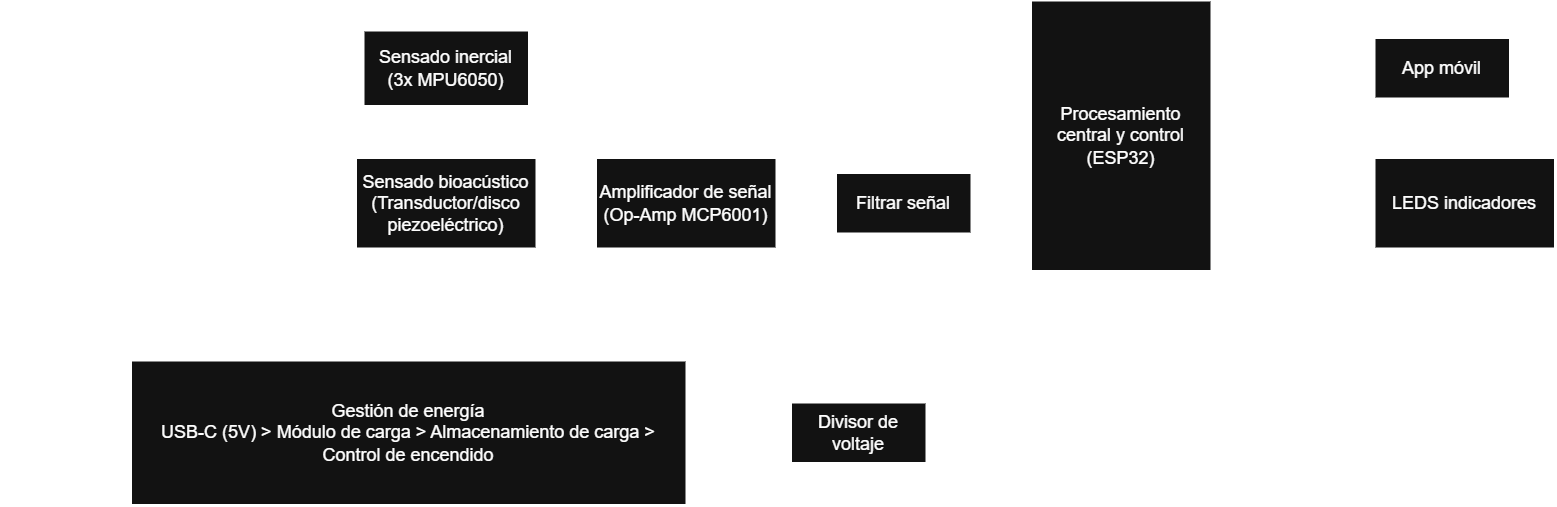 Sensado inercial
(3x MPU6050)
Sensado bioacústico
(Transductor/disco
piezoeléctrico)
Amplificador de señal
(Op-Amp MCP6001)
Filtrar señal
Procesamiento
central y control
(ESP32)
App móvil
LEDS indicadores
Gestión de energía
USB-C (5V) > Módulo de carga > Almacenamiento de carga >
Control de encendido
Divisor de
voltaje